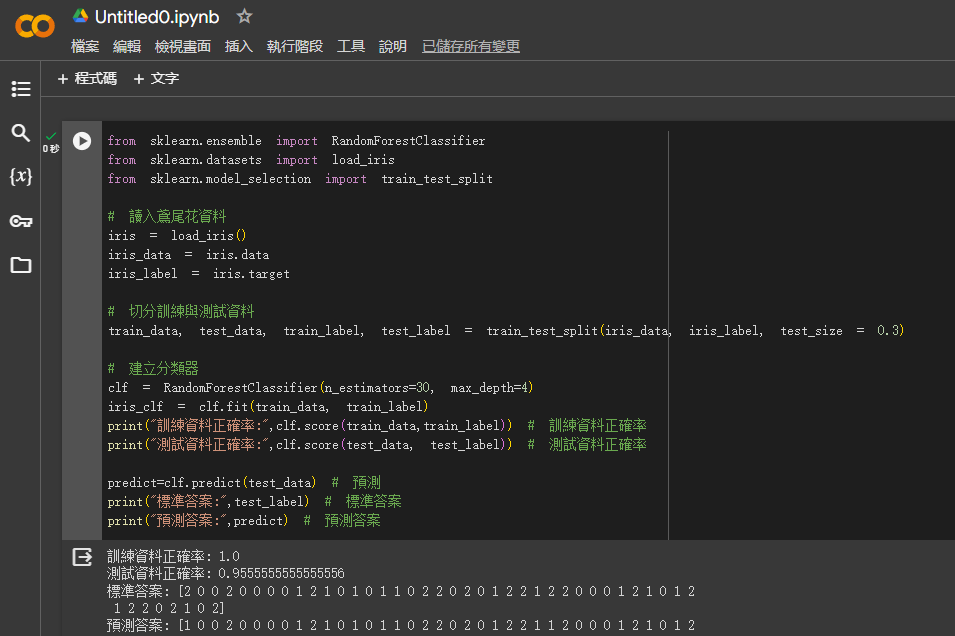 Untitled0.ipynb
檔案 編輯 檢視畫面 插入 執行階段 工具 說明 已儲存所有變更
+ 程式碼 + 文字
0 秒
{x}
from sklearn.ensemble import RandomForestClassifier
from sklearn.datasets import load_iris
from sklearn.model_selection import train_test_split
# 讀入鳶尾花資料
iris = load_iris()
iris_data = iris.data
iris_label = iris.target
# 切分訓練與測試資料
train_data, test_data, train_label, test_label = train_test_split(iris_data, iris_label, test_size = 0.3)
# 建立分類器
clf = RandomForestClassifier(n_estimators=30, max_depth=4)
iris_clf = clf.fit(train_data, train_label)
print("訓練資料正確率:",clf.score(train_data,train_label)) # 訓練資料正確率
print("測試資料正確率:",clf.score(test_data, test_label)) # 測試資料正確率
predict=clf.predict(test_data) # 預測
print("標準答案:",test_label) # 標準答案
print("預測答案:",predict) # 預測答案
訓練資料正確率: 1.0
測試資料正確率: 0.9555555555555556
標準答案: [2 0 0 2 0 0 0 0 1 2 1 0 1 0 1 1 0 2 2 0 2 0 1 2 2 1 2 2 0 0 0 1 2 1 0 1 2
1 2 2 0 2 1 0 2]
預測答案: [1 0 0 2 0 0 0 0 1 2 1 0 1 0 1 1 0 2 2 0 2 0 1 2 2 1 1 2 0 0 0 1 2 1 0 1 2